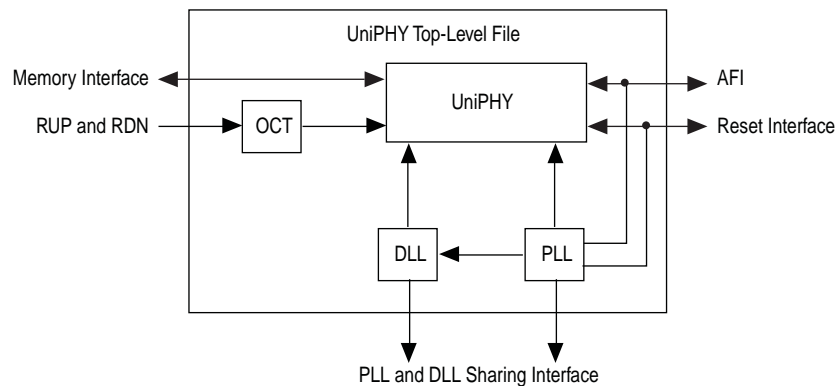 UniPHY Top-Level File
Memory Interface
UniPHY
AFI
RUP and RDN
OCT
Reset Interface
DLL
PLL
PLL and DLL Sharing Interface